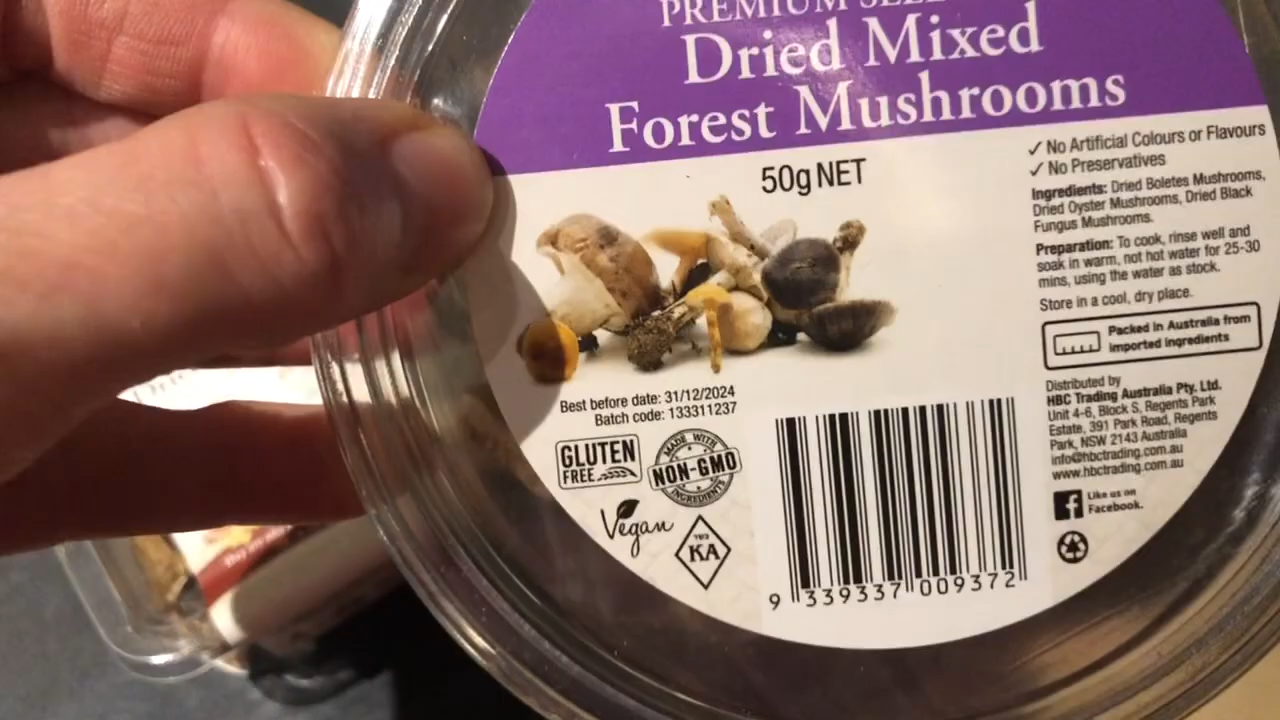 PREMIUM
Dried Mixed
Forest Mushrooms
50g NET
✓ No Artificial Colours or Flavours
✓ No Preservatives
Ingredients: Dried Boletes Mushrooms,
Dried Oyster Mushrooms, Dried Black
Fungus Mushrooms.
Preparation: To cook, rinse well and
soak in warm, not hot water for 25-30
mins, using the water as stock.
Store in a cool, dry place.
Packed in Australia from
imported ingredients
Distributed by
HBC Trading Australia Pty. Ltd.
Unit 4-6, Block S, Regents Park
Estate, 391 Park Road, Regents
Park, NSW 2143 Australia
info@hbctrading.com.au
www.hbctrading.com.au
Like us on
Facebook.
Best before date: 31/12/2024
Batch code: 133311237
GLUTEN
FREE
MADE WITH
NON-GMO
INGREDIENTS
Vegan
כשר
KA
9 339337 009372